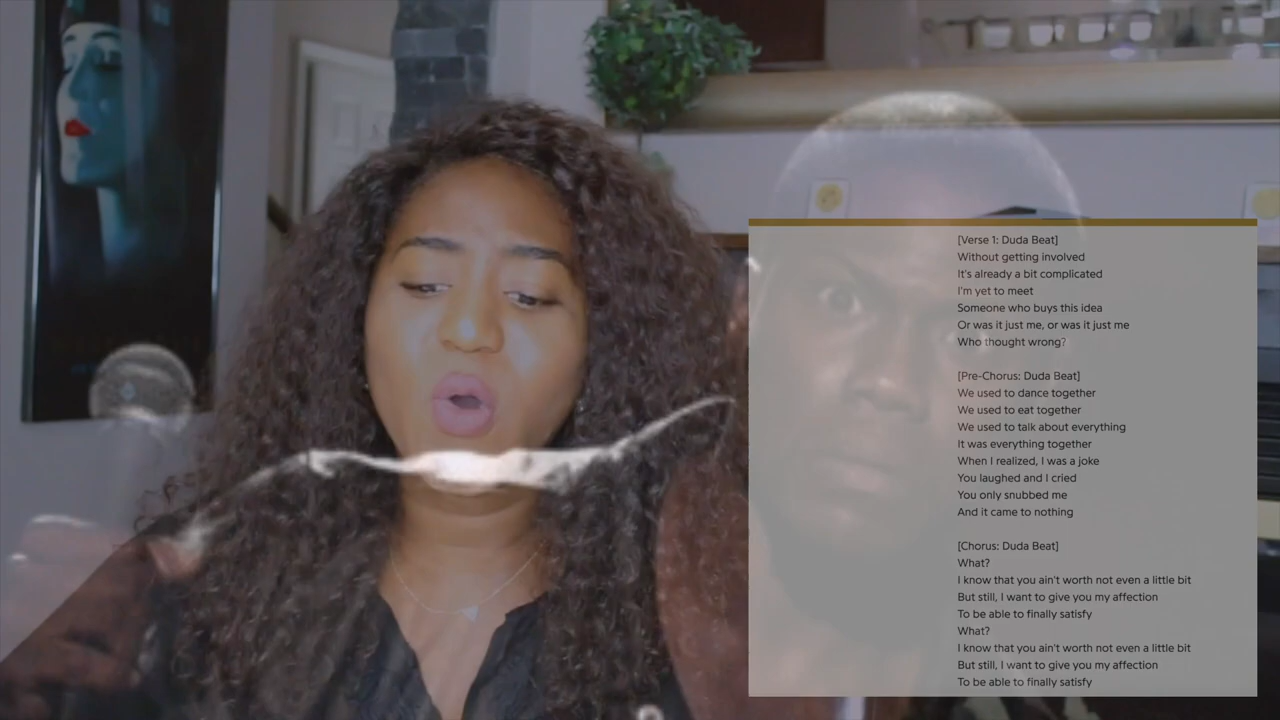 [Verse 1: Duda Beat]
Without getting involved
It's already a bit complicated
I'm yet to meet
Someone who buys this idea
Or was it just me, or was it just me
Who thought wrong?
[Pre-Chorus: Duda Beat]
We used to dance together
We used to eat together
We used to talk about everything
It was everything together
When I realized, I was a joke
You laughed and I cried
You only snubbed me
And it came to nothing
[Chorus: Duda Beat]
What?
I know that you ain't worth not even a little bit
But still, I want to give you my affection
To be able to finally satisfy
What?
I know that you ain't worth not even a little bit
But still, I want to give you my affection
To be able to finally satisfy